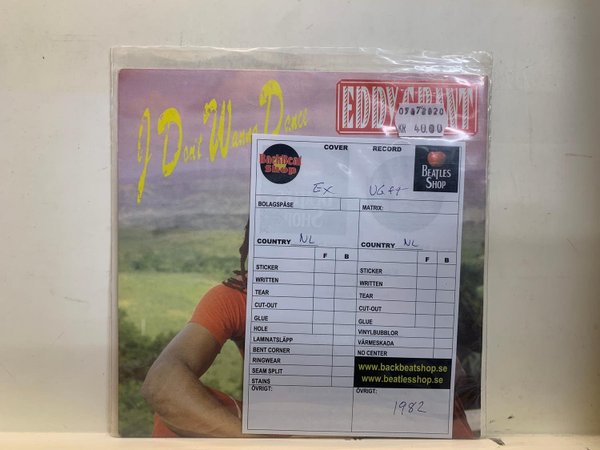 I Don't Wanna Dance
EDDY GRANT
07072020
KR 40.00
COVER RECORD
BackBeat
Shop
BEATLES
SHOP
EX
BOLAGSPÅSE MATRIX:
COUNTRY NL COUNTRY NL
F B F B
STICKER STICKER
WRITTEN WRITTEN
TEAR TEAR
CUT-OUT CUT-OUT
GLUE GLUE
HOLE VINYLBUBBLOR
LAMINATSLÄPP VÄRMESKADA
BENT CORNER NO CENTER
RINGWEAR
SEAM SPLIT
STAINS
www.backbeatshop.se
www.beatlesshop.se
ÖVRIGT: ÖVRIGT:
1982